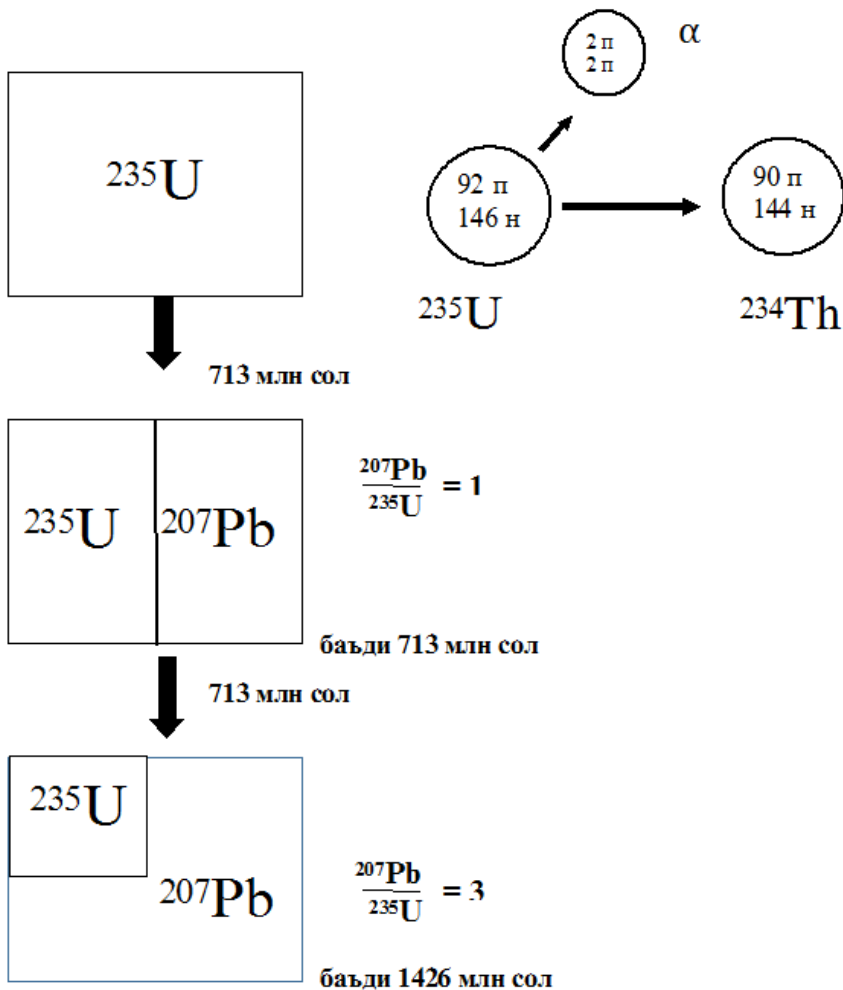 ²³⁵U
2 п
2 п
α
92 п
146 н
90 п
144 н
²³⁵U
²³⁴Th
713 млн сол
²³⁵U
²⁰⁷Pb
²⁰⁷Pb
²³⁵U
= 1
баъди 713 млн сол
713 млн сол
²³⁵U
²⁰⁷Pb
²⁰⁷Pb
²³⁵U
= 3
баъди 1426 млн сол